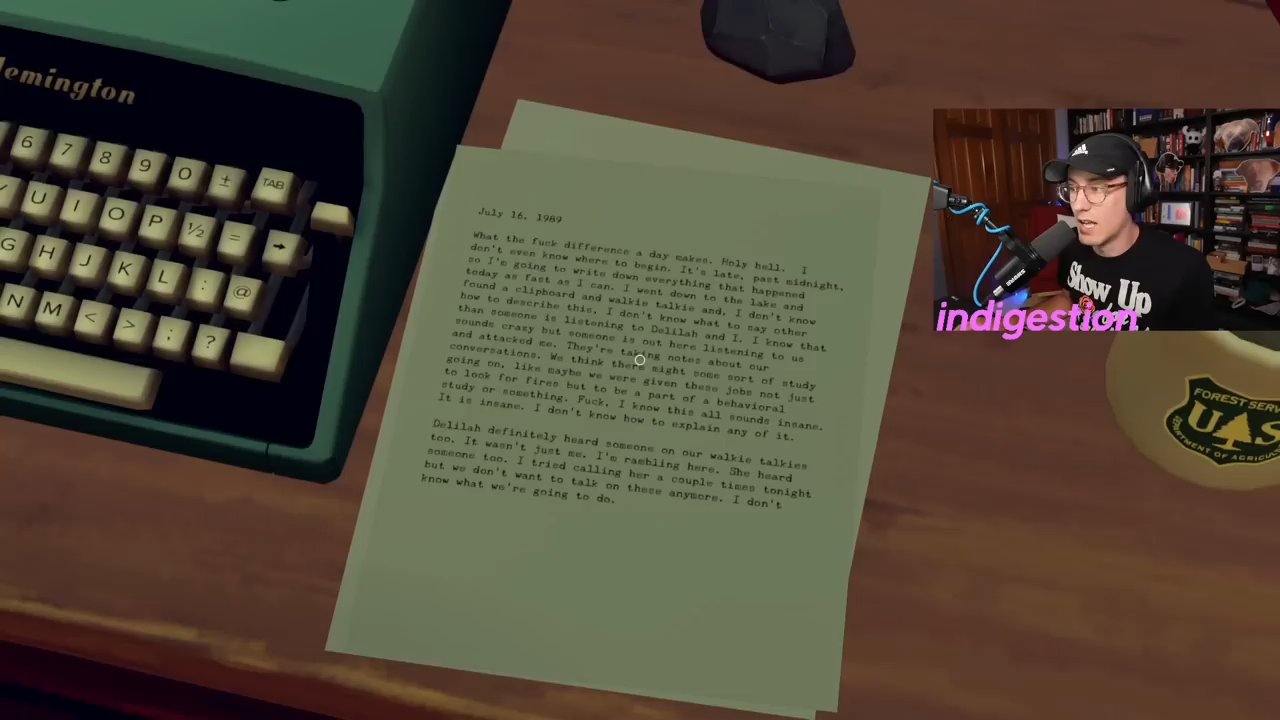 Remington
6 7 8 9 0 ± TAB
U I O P ½ = →
G H J K L : @
N M < > ; ?
July 16, 1989
What the fuck difference a day makes. Holy hell. I
don't even know where to begin. It's late, past midnight,
so I'm going to write down everything that happened
today as fast as I can. I went down to the lake and
found a clipboard and walkie talkie and, I don't know
how to describe this, I don't know what to say other
than someone is listening to Delilah and I. I know that
sounds crazy but someone is out here listening to us
and attacked me. They're taking notes about our
conversations. We think there might some sort of study
going on, like maybe we were given these jobs not just
to look for fires but to be a part of a behavioral
study or something. Fuck, I know this all sounds insane.
It is insane. I don't know how to explain any of it.
Delilah definitely heard someone on our walkie talkies
too. It wasn't just me. I'm rambling here. She heard
someone too. I tried calling her a couple times tonight
but we don't want to talk on these anymore. I don't
know what we're going to do.
Show Up
indigestion
FOREST SERV
UAS
DEPARTMENT OF AGRICU